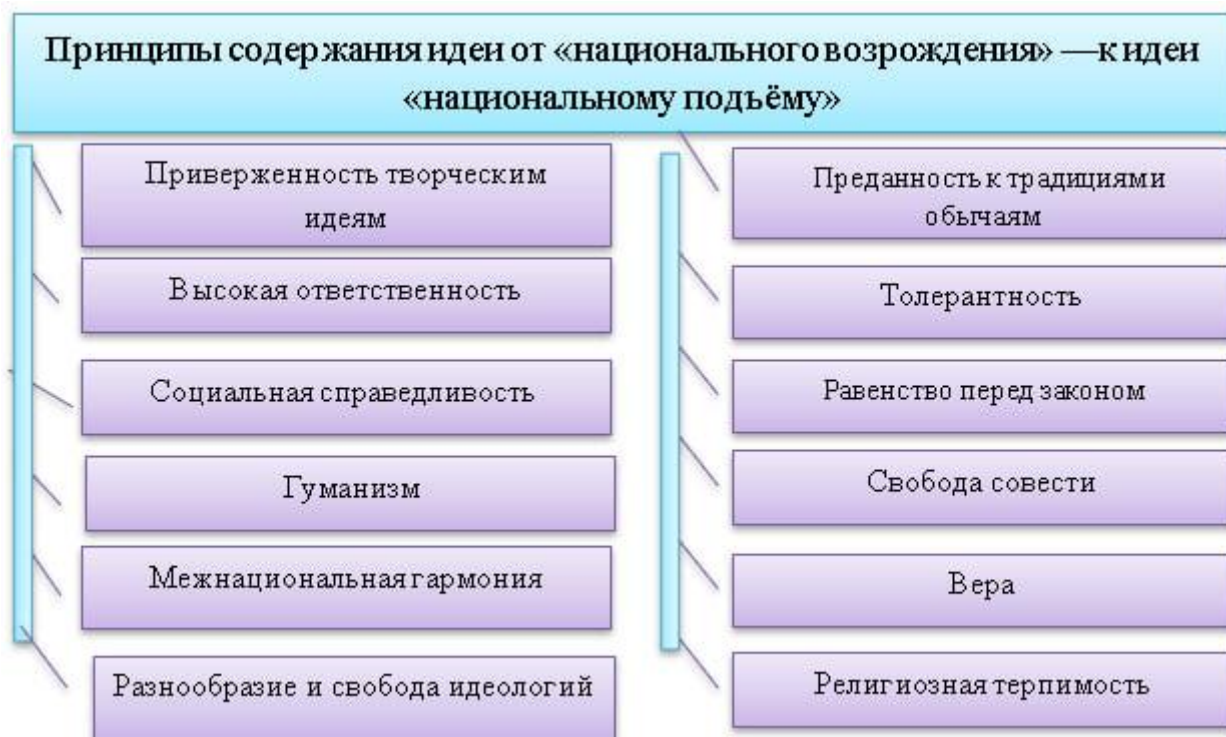 Принципы содержания идеи от «национального возрождения» —к идеи
«национальному подъёму»
Приверженность творческим
идеям
Высокая ответственность
Социальная справедливость
Гуманизм
Межнациональная гармония
Разнообразие и свобода идеологий
Преданность к традициями
обычаям
Толерантность
Равенство перед законом
Свобода совести
Вера
Религиозная терпимость